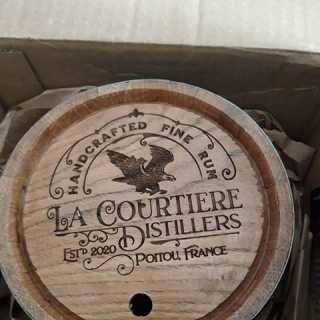 HANDCRAFTED FINE RUM
LA COURTIERE
DISTILLERS
ESTD 2020 POITOU, FRANCE